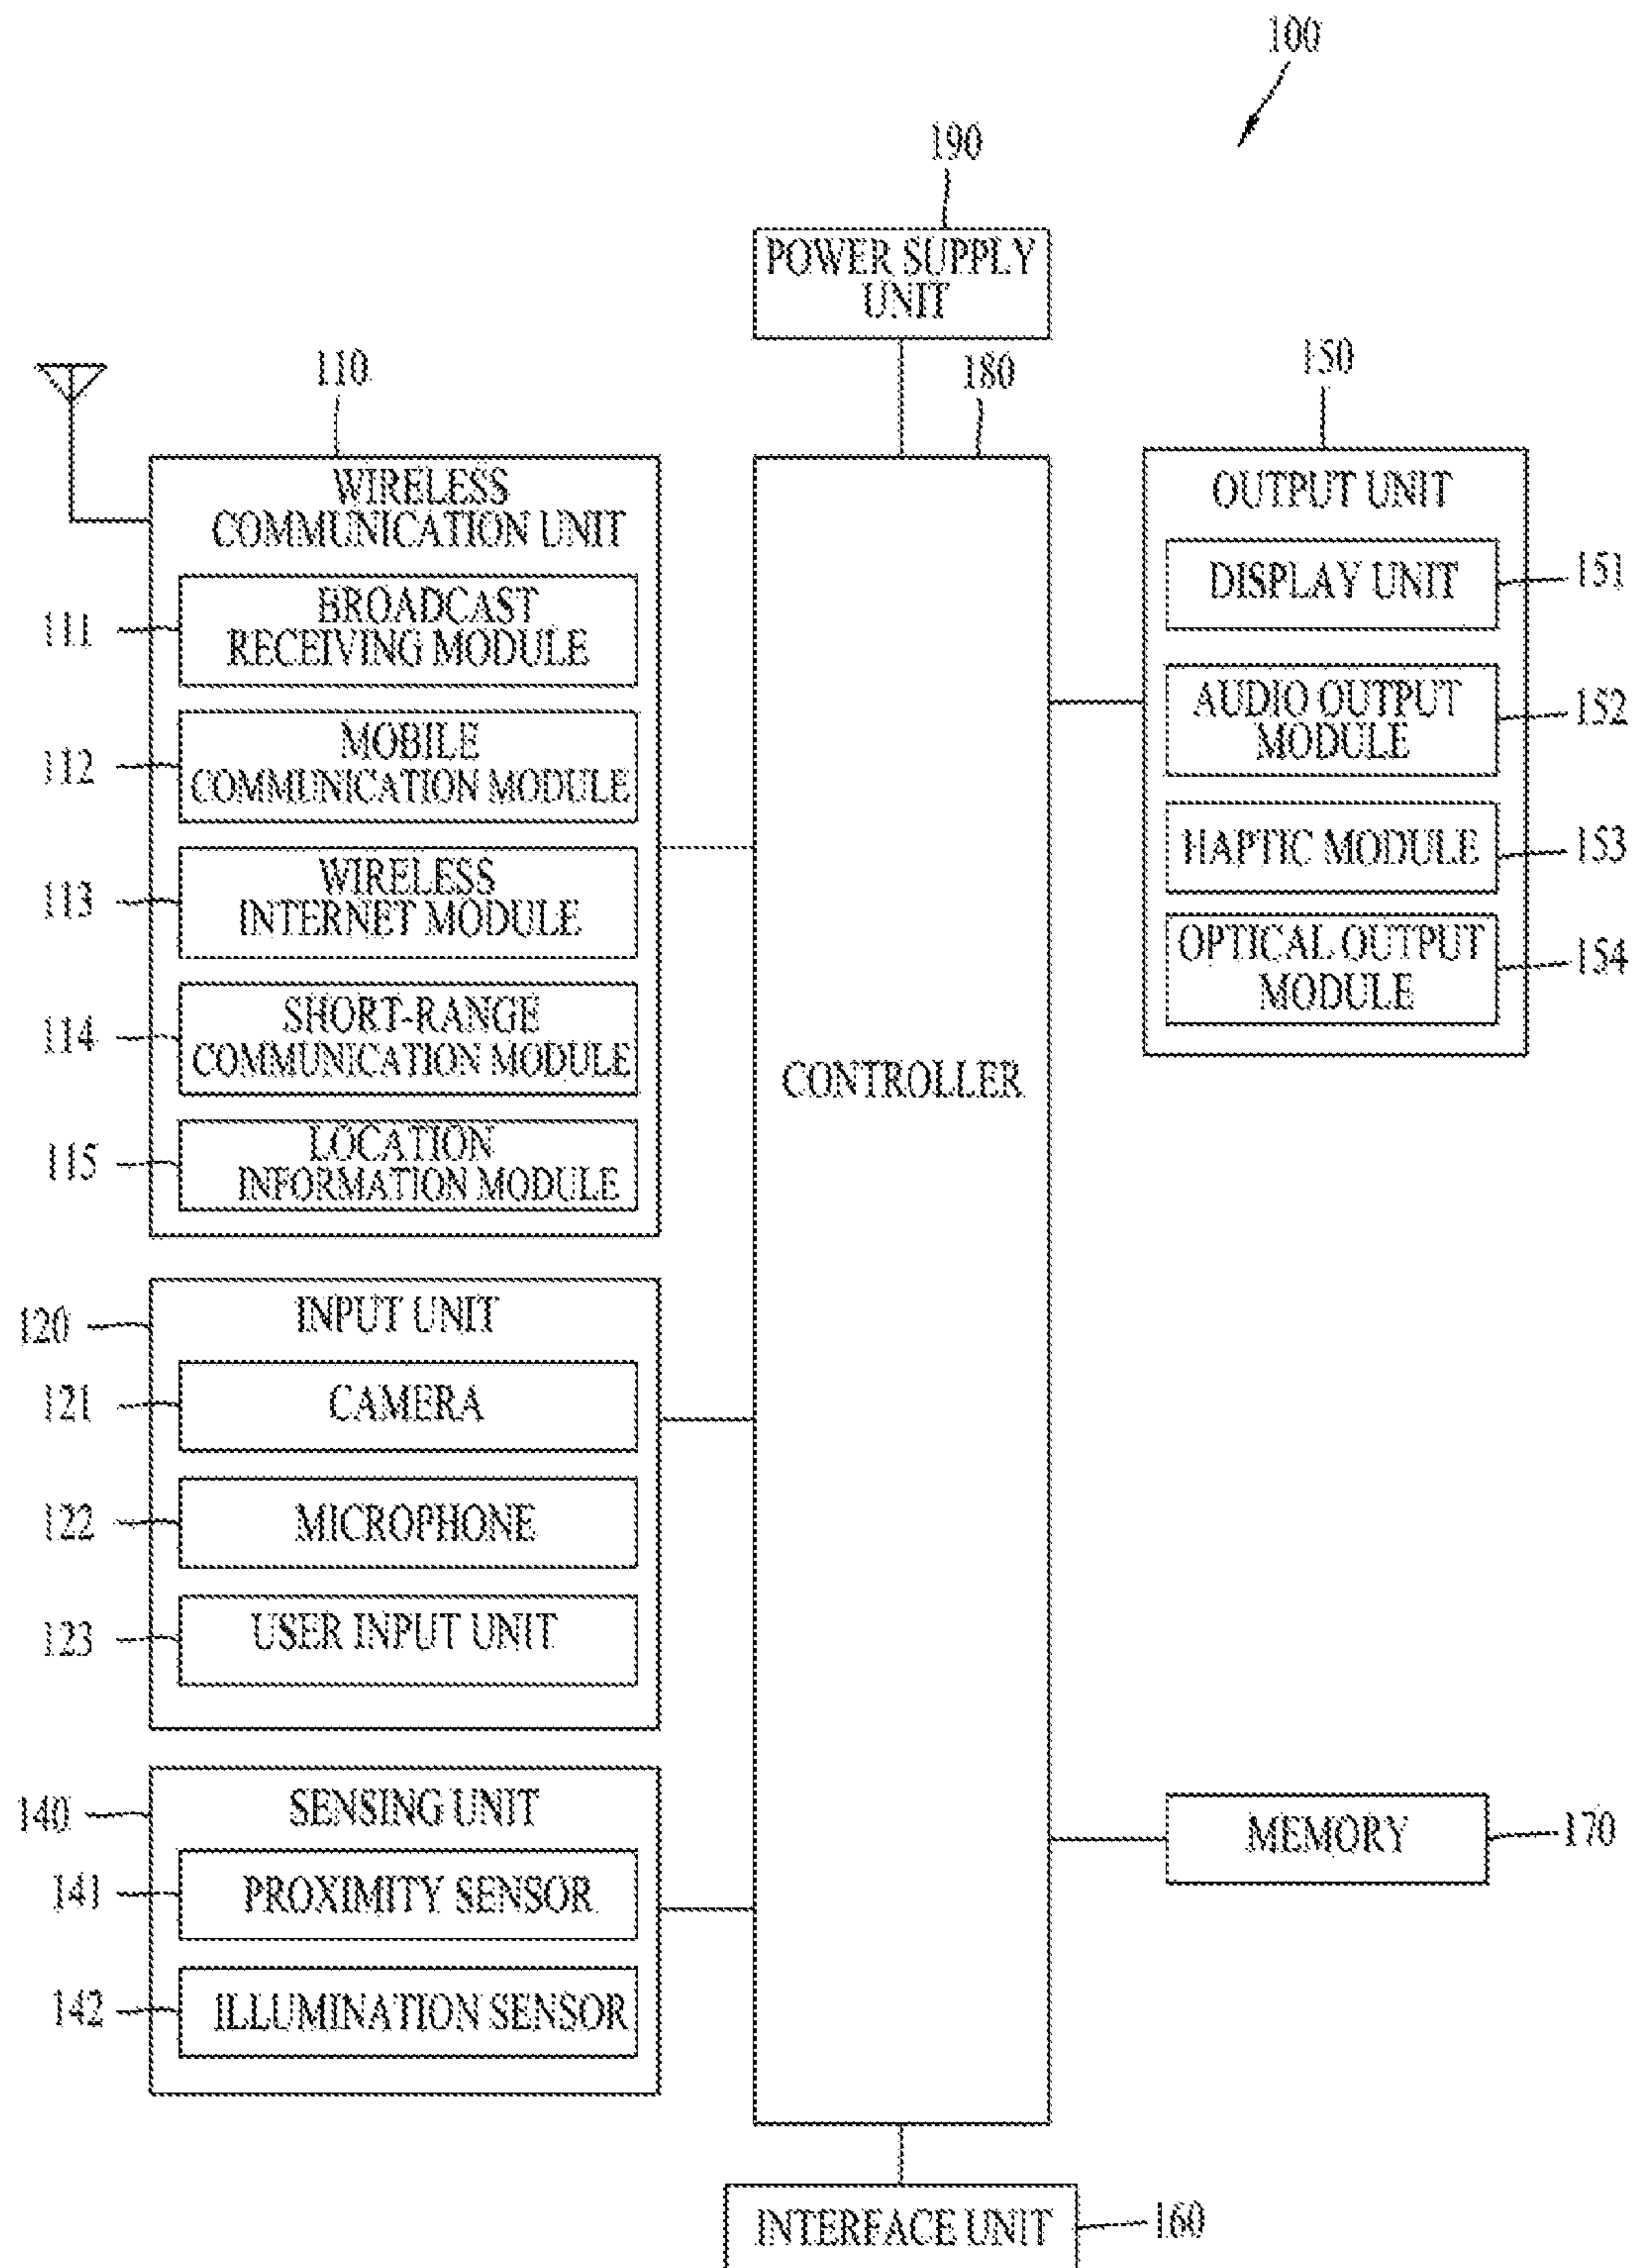 100
190
POWER SUPPLY
UNIT
110
180
150
WIRELESS
COMMUNICATION UNIT
111
BROADCAST
RECEIVING MODULE
112
MOBILE
COMMUNICATION MODULE
113
WIRELESS
INTERNET MODULE
114
SHORT-RANGE
COMMUNICATION MODULE
115
LOCATION
INFORMATION MODULE
120
INPUT UNIT
121
CAMERA
122
MICROPHONE
123
USER INPUT UNIT
140
SENSING UNIT
141
PROXIMITY SENSOR
142
ILLUMINATION SENSOR
CONTROLLER
OUTPUT UNIT
DISPLAY UNIT
151
AUDIO OUTPUT
MODULE
152
HAPTIC MODULE
153
OPTICAL OUTPUT
MODULE
154
MEMORY
170
INTERFACE UNIT
160